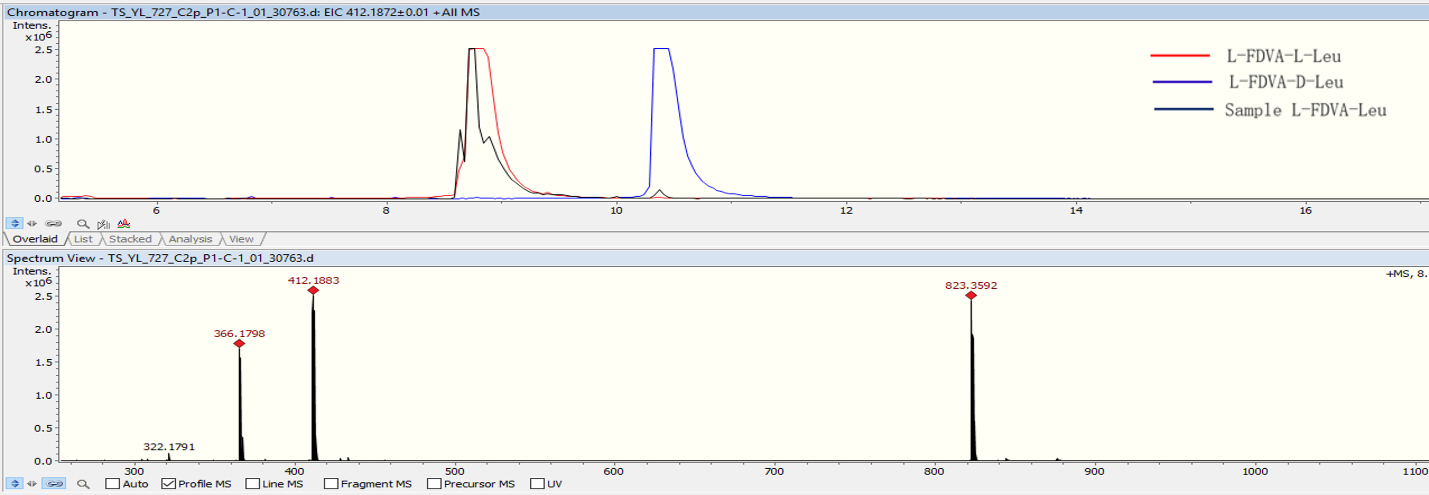 Chromatogram - TS_YL_727_C2p_P1-C-1_01_30763.d: EIC 412.1872±0.01 +All MS
Intens.
x10⁶
2.5
2.0
1.5
1.0
0.5
0.0
L-FDVA-L-Leu
L-FDVA-D-Leu
Sample L-FDVA-Leu
6 8 10 12 14 16
Overlaid List Stacked Analysis View
Spectrum View - TS_YL_727_C2p_P1-C-1_01_30763.d
Intens.
x10⁶
+MS, 8.
2.5
2.0
1.5
1.0
0.5
0.0
412.1883
823.3592
366.1798
322.1791
300 400 500 600 700 800 900 1000 1100
Auto Profile MS Line MS Fragment MS Precursor MS UV